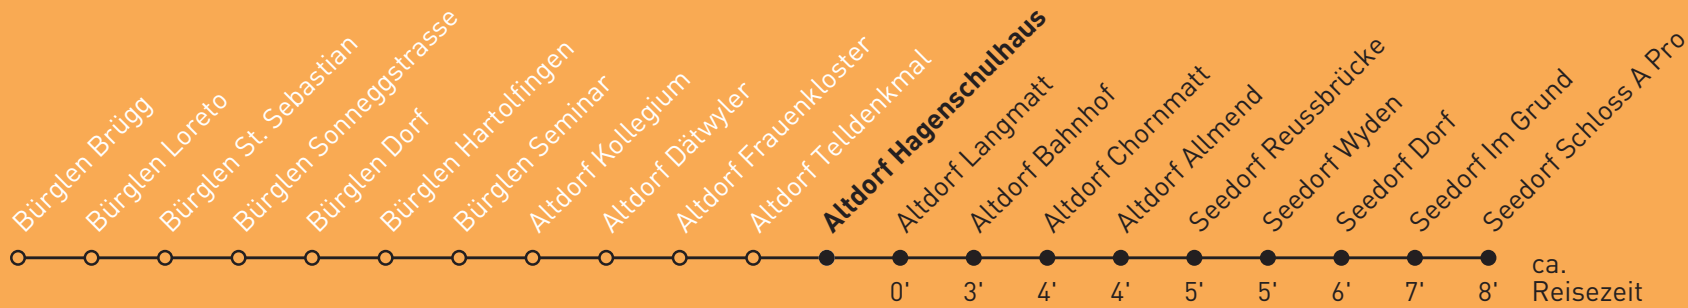 Bürglen Brügg
Bürglen Loreto
Bürglen St. Sebastian
Bürglen Sonneggstrasse
Bürglen Dorf
Bürglen Hartolfingen
Bürglen Seminar
Altdorf Kollegium
Altdorf Dätwyler
Altdorf Frauenkloster
Altdorf Telldenkmal
Altdorf Hagenschulhaus
Altdorf Langmatt
Altdorf Bahnhof
Altdorf Chornmatt
Altdorf Allmend
Seedorf Reussbrücke
Seedorf Wyden
Seedorf Dorf
Seedorf Im Grund
Seedorf Schloss A Pro
0' 3' 4' 4' 5' 5' 6' 7' 8'
ca.
Reisezeit